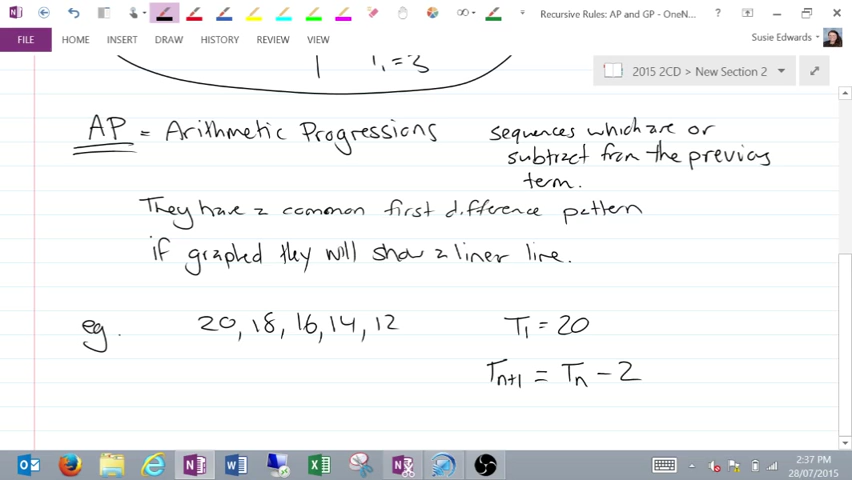 Recursive Rules: AP and GP - OneN...
Susie Edwards
FILE HOME INSERT DRAW HISTORY REVIEW VIEW
2015 2CD > New Section 2
T₁ = 3
AP = Arithmetic Progressions
sequences which are or
subtract from the previous
term.
They have a common first difference pattern
if graphed they will show a liner line.
eg. 20, 18, 16, 14, 12
T₁ = 20
Tₙ₊₁ = Tₙ - 2
2:37 PM
28/07/2015